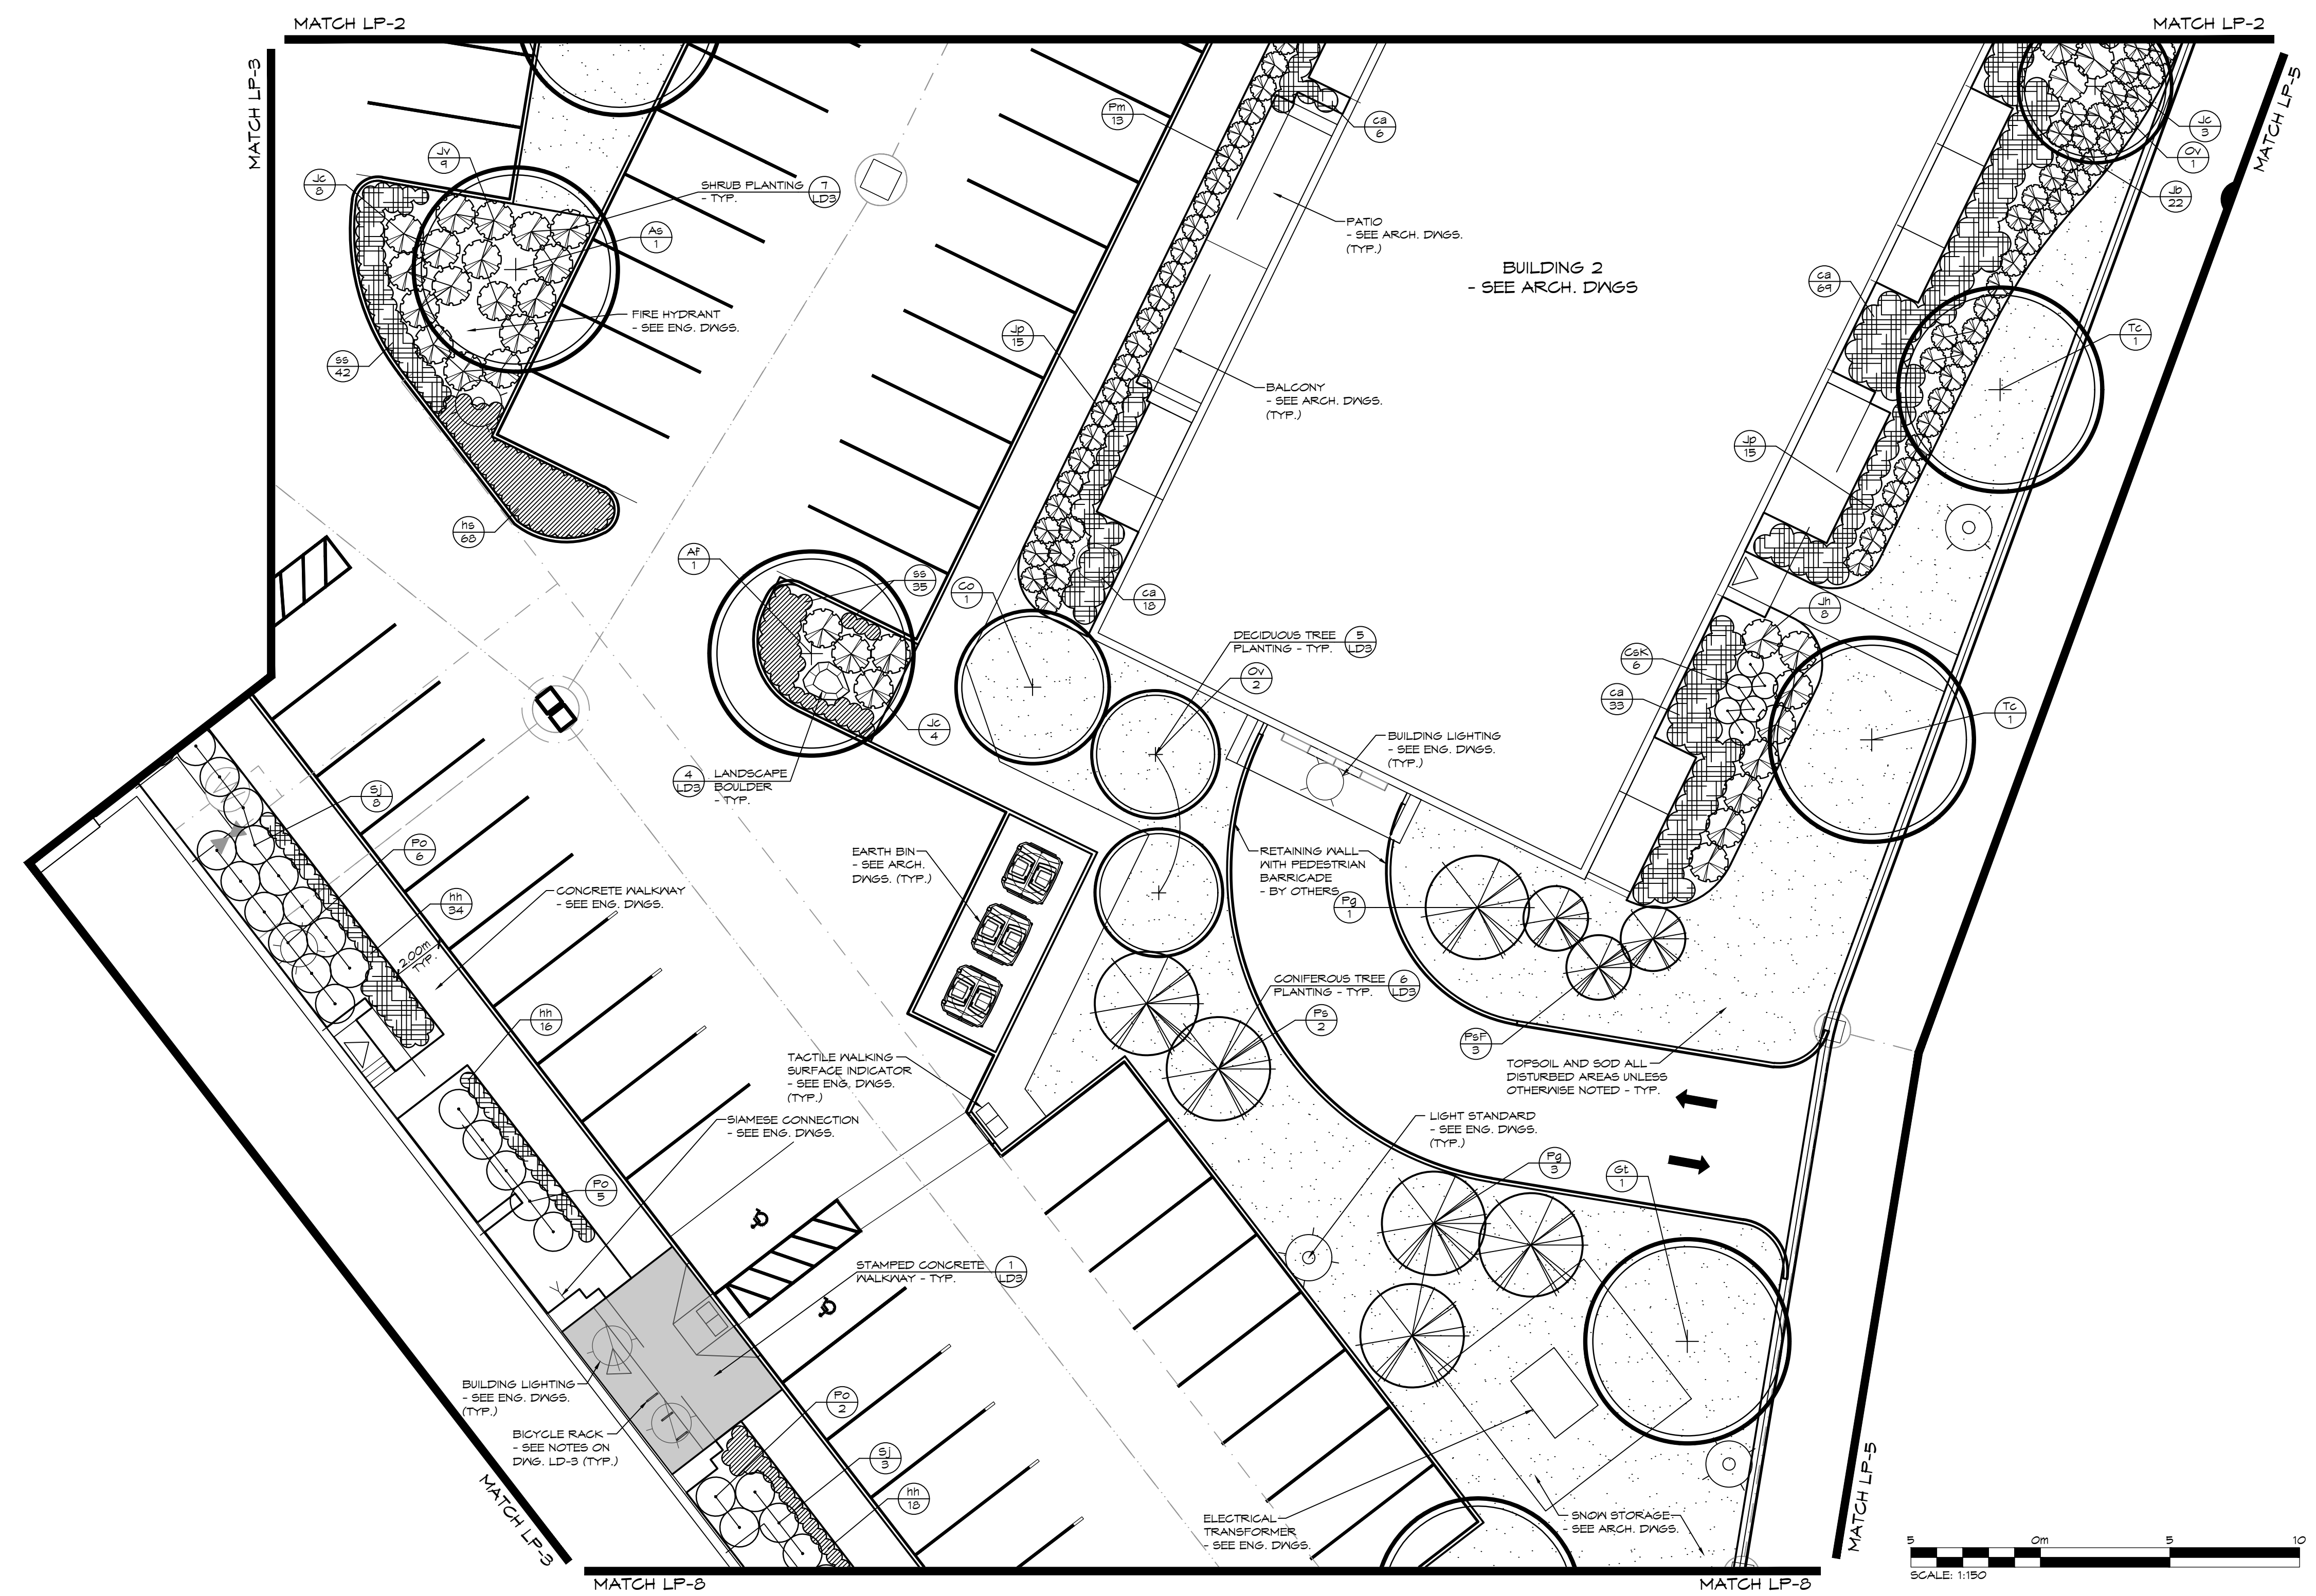 MATCH LP-2
MATCH LP-2
MATCH LP-3
MATCH LP-5
Pm
13
ca
6
Jc
3
Ov
1
Jb
22
Jv
9
Jc
8
SHRUB PLANTING
- TYP.
7
LD3
As
1
PATIO
- SEE ARCH. DWGS.
(TYP.)
BUILDING 2
- SEE ARCH. DWGS
ca
69
FIRE HYDRANT
- SEE ENG. DWGS.
Jp
15
Tc
1
ss
42
BALCONY
- SEE ARCH. DWGS.
(TYP.)
Jp
15
hs
68
Af
1
ss
35
Co
1
ca
18
Jh
8
DECIDUOUS TREE
PLANTING - TYP.
5
LD3
Ov
2
CsK
6
ca
33
Tc
1
Jc
4
BUILDING LIGHTING
- SEE ENG. DWGS.
(TYP.)
4
LD3
LANDSCAPE
BOULDER
- TYP.
Sj
8
Po
6
EARTH BIN
- SEE ARCH.
DWGS. (TYP.)
RETAINING WALL
WITH PEDESTRIAN
BARRICADE
- BY OTHERS
Pg
1
hh
34
CONCRETE WALKWAY
- SEE ENG. DWGS.
2.00m
TYP.
CONIFEROUS TREE
PLANTING - TYP.
6
LD3
Ps
2
hh
16
PsF
3
TACTILE WALKING
SURFACE INDICATOR
- SEE ENG. DWGS.
(TYP.)
TOPSOIL AND SOD ALL
DISTURBED AREAS UNLESS
OTHERWISE NOTED - TYP.
SIAMESE CONNECTION
- SEE ENG. DWGS.
LIGHT STANDARD
- SEE ENG. DWGS.
(TYP.)
Pg
3
Gt
1
Po
5
STAMPED CONCRETE
WALKWAY - TYP.
1
LD3
BUILDING LIGHTING
- SEE ENG. DWGS.
(TYP.)
Po
2
BICYCLE RACK
- SEE NOTES ON
DWG. LD-3 (TYP.)
Sj
3
hh
18
MATCH LP-3
ELECTRICAL
TRANSFORMER
- SEE ENG. DWGS.
SNOW STORAGE
- SEE ARCH. DWGS.
MATCH LP-5
5 0m 5 10
SCALE: 1:150
MATCH LP-8
MATCH LP-8